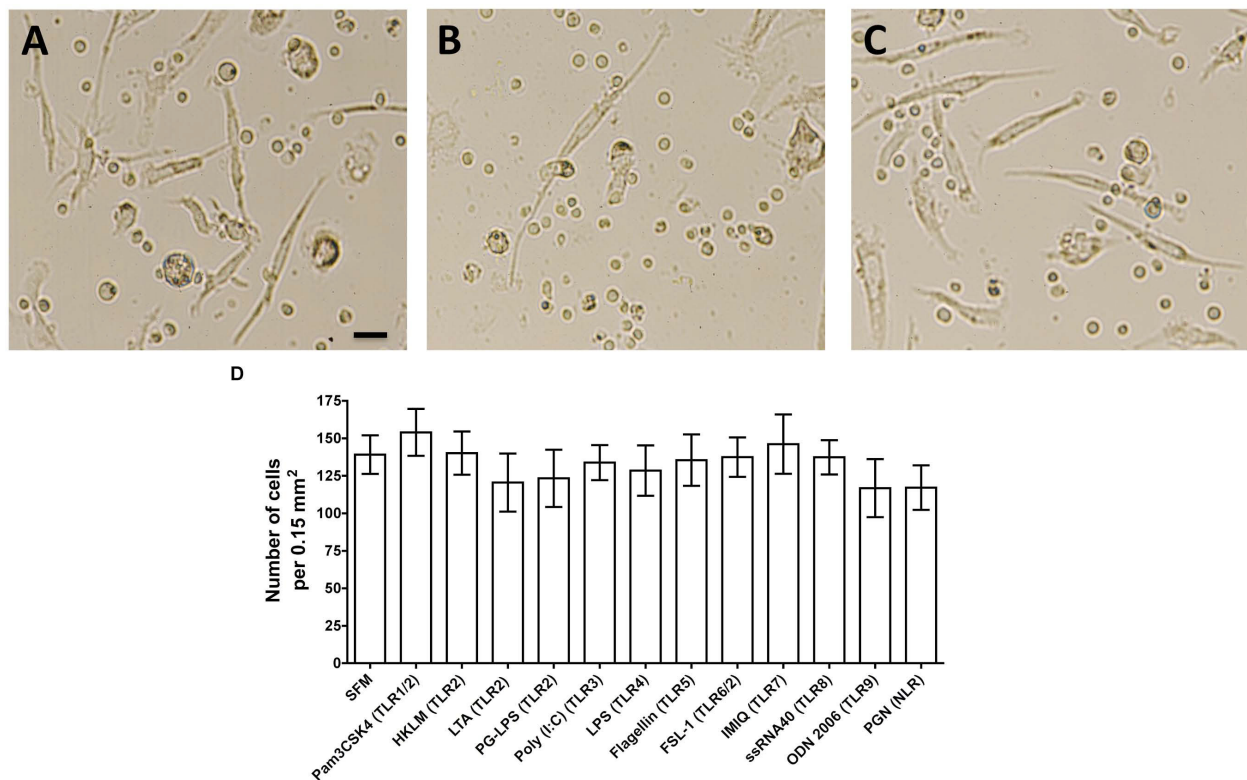 A
B
C
D
Number of cells
per 0.15 mm²
175
150
125
100
75
50
25
0
SFM
Pam3CSK4 (TLR1/2)
HKLM (TLR2)
LTA (TLR2)
PG-LPS (TLR2)
Poly (I:C) (TLR3)
LPS (TLR4)
Flagellin (TLR5)
FSL-1 (TLR6/2)
IMIQ (TLR7)
ssRNA40 (TLR8)
ODN 2006 (TLR9)
PGN (NLR)